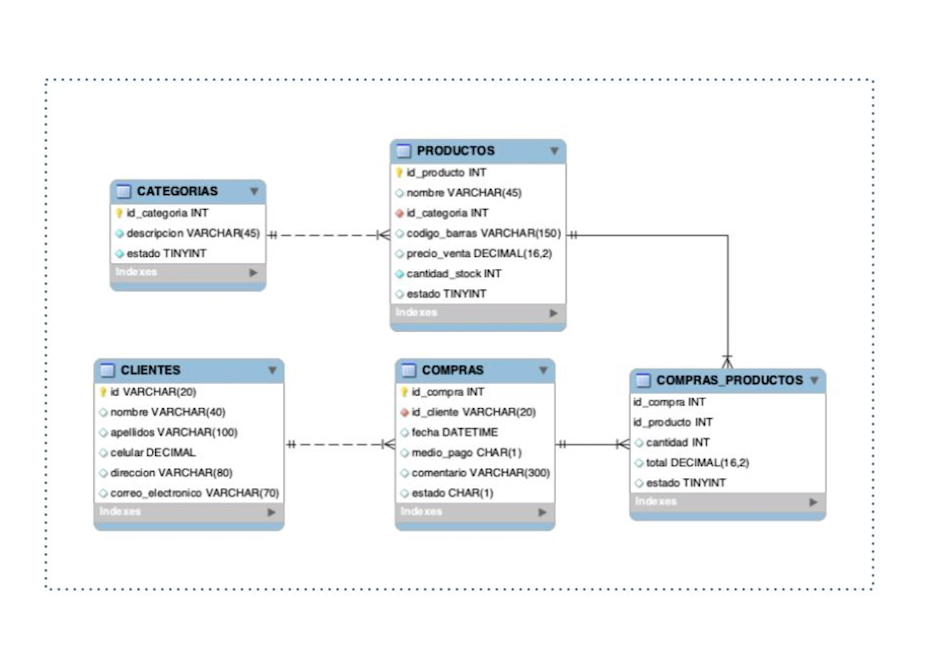 CATEGORIAS
id_categoria INT
descripcion VARCHAR(45)
estado TINYINT
Indexes
PRODUCTOS
id_producto INT
nombre VARCHAR(45)
id_categoria INT
codigo_barras VARCHAR(150)
precio_venta DECIMAL(16,2)
cantidad_stock INT
estado TINYINT
Indexes
CLIENTES
id VARCHAR(20)
nombre VARCHAR(40)
apellidos VARCHAR(100)
celular DECIMAL
direccion VARCHAR(80)
correo_electronico VARCHAR(70)
Indexes
COMPRAS
id_compra INT
id_cliente VARCHAR(20)
fecha DATETIME
medio_pago CHAR(1)
comentario VARCHAR(300)
estado CHAR(1)
Indexes
COMPRAS_PRODUCTOS
id_compra INT
id_producto INT
cantidad INT
total DECIMAL(16,2)
estado TINYINT
Indexes